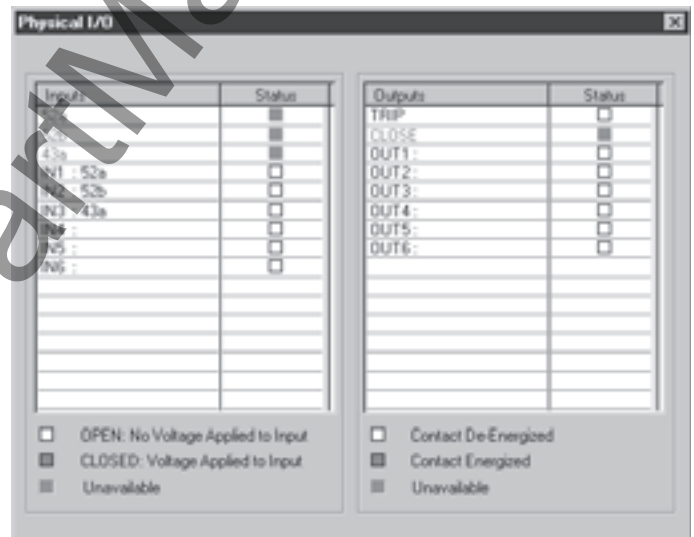 Physical I/O
Inputs Status
43a
IN1 : 52a
IN2 : 52b
IN3 : 43a
IN4 :
IN5 :
IN6 :
OPEN: No Voltage Applied to Input
CLOSED: Voltage Applied to Input
Unavailable
Outputs Status
TRIP
CLOSE
OUT1 :
OUT2 :
OUT3 :
OUT4 :
OUT5 :
OUT6 :
Contact De-Energized
Contact Energized
Unavailable